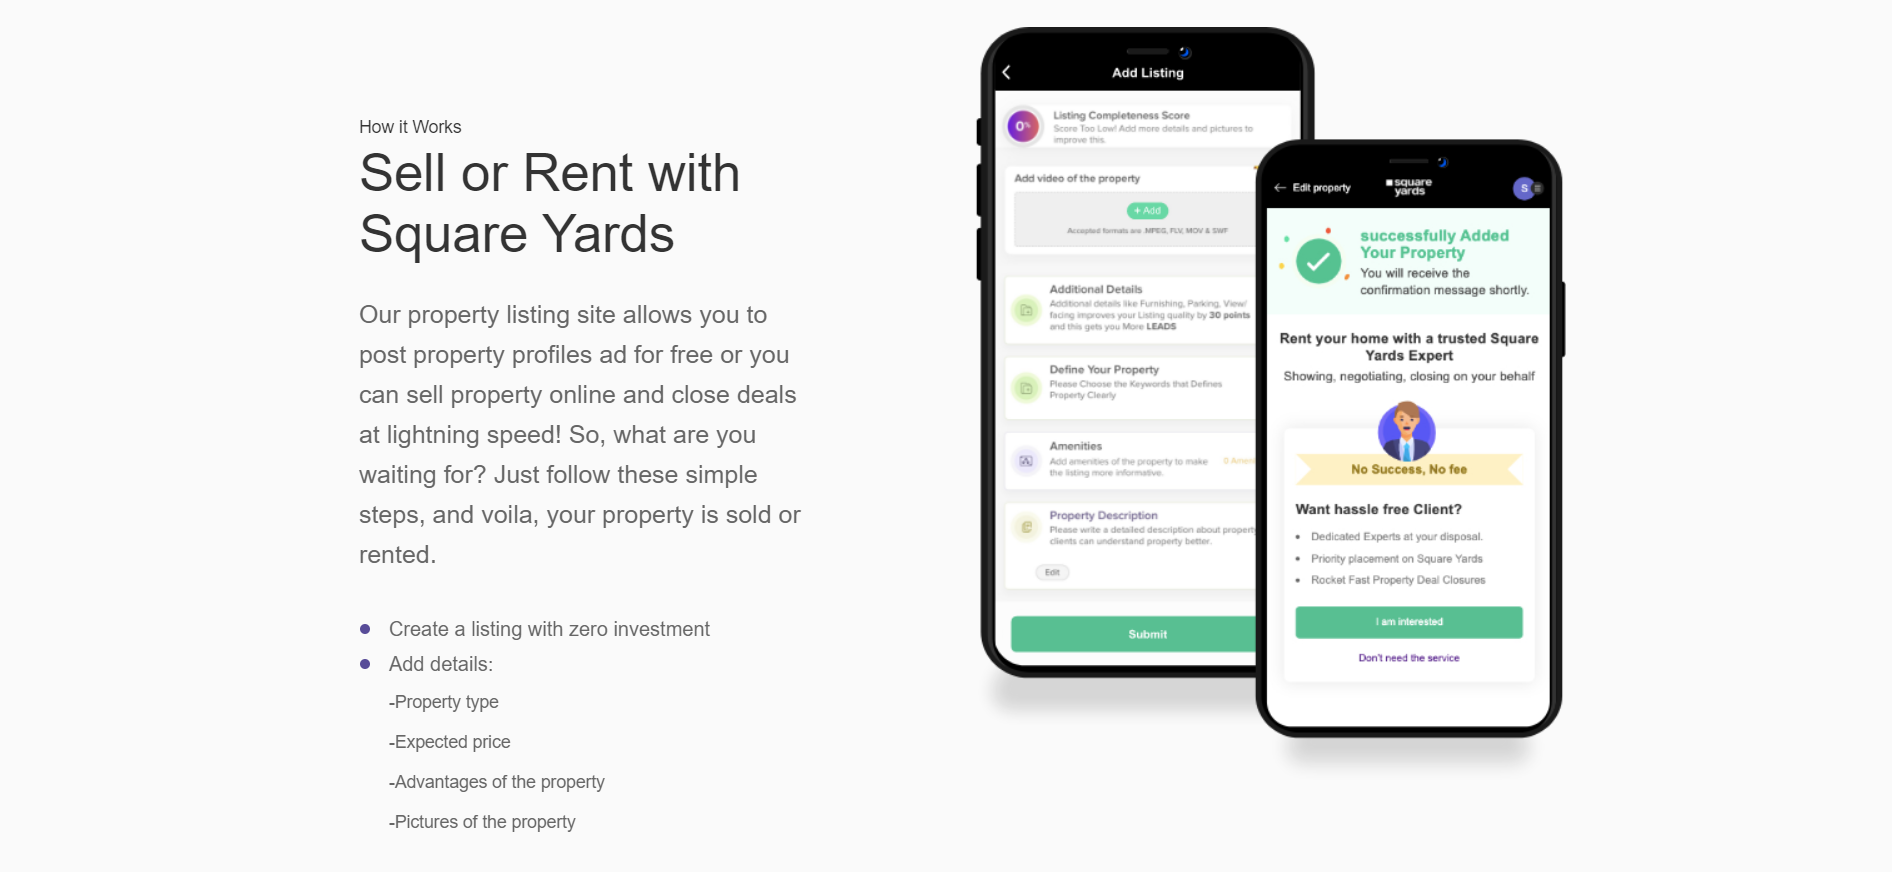 How it Works
Sell or Rent with
Square Yards
Our property listing site allows you to
post property profiles ad for free or you
can sell property online and close deals
at lightning speed! So, what are you
waiting for? Just follow these simple
steps, and voila, your property is sold or
rented.
Create a listing with zero investment
Add details:
-Property type
-Expected price
-Advantages of the property
-Pictures of the property
Add Listing
0%
Listing Completeness Score
Score Too Low! Add more details and pictures to
improve this.
Add video of the property
+ Add
Accepted formats are .MPEG, FLV, MOV & SWF
Additional Details
Additional details like Furnishing, Parking, View/
facing improves your Listing quality by 30 points
and this gets you More LEADS
Define Your Property
Please Choose the Keywords that Defines
Property Clearly
Amenities
Add amenities of the property to make
the listing more informative.
0
Property Description
Please write a detailed description about property
clients can understand property better.
Edit
Submit
Edit property
square
yards
S
successfully Added
Your Property
You will receive the
confirmation message shortly.
Rent your home with a trusted Square
Yards Expert
Showing, negotiating, closing on your behalf
No Success, No fee
Want hassle free Client?
Dedicated Experts at your disposal.
Priority placement on Square Yards
Rocket Fast Property Deal Closures
I am interested
Don't need the service